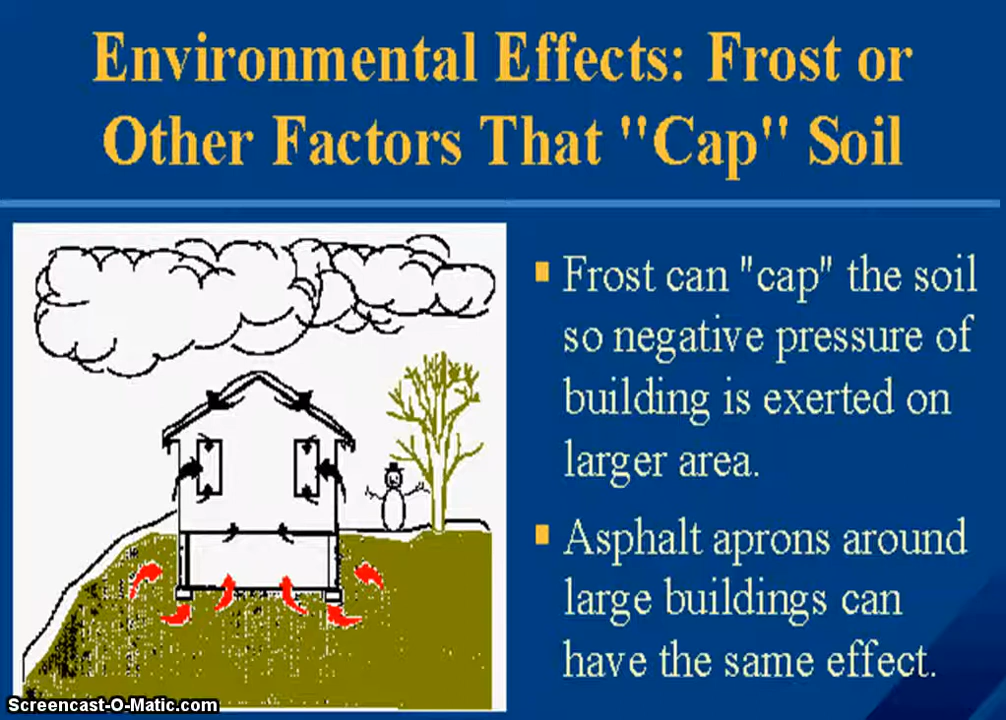 Environmental Effects: Frost or
Other Factors That "Cap" Soil
Frost can "cap" the soil
so negative pressure of
building is exerted on
larger area.
Asphalt aprons around
large buildings can
have the same effect.
Screencast-O-Matic.com